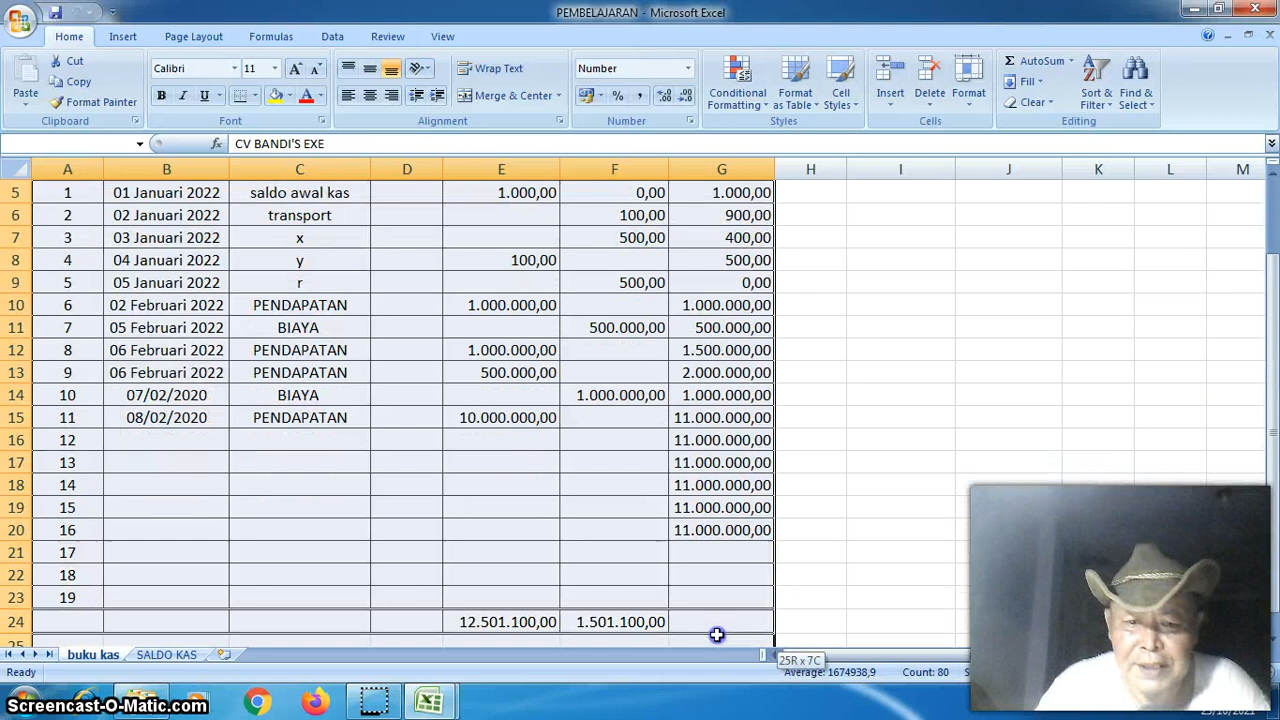 PEMBELAJARAN - Microsoft Excel
Home Insert Page Layout Formulas Data Review View
Paste
Cut
Copy
Format Painter
Clipboard
Calibri 11
B I U
Font
Wrap Text
Merge & Center
Alignment
Number
Number
Conditional Formatting
Format as Table
Cell Styles
Styles
Insert Delete Format
Cells
AutoSum
Fill
Clear
Sort & Filter
Find & Select
Editing
fx CV BANDI'S EXE
A B C D E F G H I J K L M
5 1 01 Januari 2022 saldo awal kas 1.000,00 0,00 1.000,00
6 2 02 Januari 2022 transport 100,00 900,00
7 3 03 Januari 2022 x 500,00 400,00
8 4 04 Januari 2022 y 100,00 500,00
9 5 05 Januari 2022 r 500,00 0,00
10 6 02 Februari 2022 PENDAPATAN 1.000.000,00 1.000.000,00
11 7 05 Februari 2022 BIAYA 500.000,00 500.000,00
12 8 06 Februari 2022 PENDAPATAN 1.000.000,00 1.500.000,00
13 9 06 Februari 2022 PENDAPATAN 500.000,00 2.000.000,00
14 10 07/02/2020 BIAYA 1.000.000,00 1.000.000,00
15 11 08/02/2020 PENDAPATAN 10.000.000,00 11.000.000,00
16 12 11.000.000,00
17 13 11.000.000,00
18 14 11.000.000,00
19 15 11.000.000,00
20 16 11.000.000,00
21 17
22 18
23 19
24 12.501.100,00 1.501.100,00
25
buku kas SALDO KAS
25R x 7C
Ready Average: 1674938,9 Count: 80
Screencast-O-Matic.com